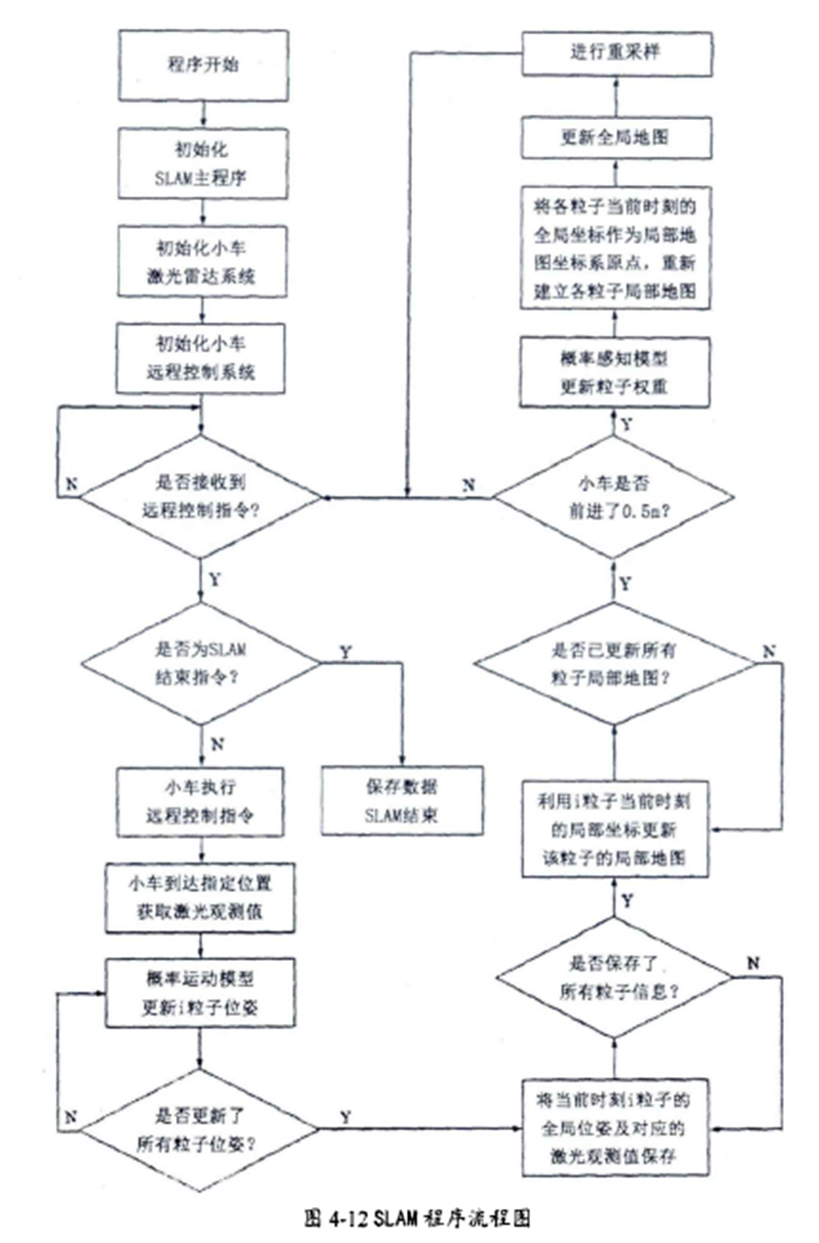 程序开始
初始化
SLAM主程序
初始化小车
激光雷达系统
初始化小车
远程控制系统
是否接收到
远程控制指令?
N
Y
是否为SLAM
结束指令?
Y
N
小车执行
远程控制指令
保存数据
SLAM结束
小车到达指定位置
获取激光观测值
概率运动模型
更新i粒子位姿
是否更新了
所有粒子位姿?
N
Y
将当前时刻i粒子的
全局位姿及对应的
激光观测值保存
是否保存了
所有粒子信息?
N
Y
利用i粒子当前时刻
的局部坐标更新
该粒子的局部地图
是否已更新所有
粒子局部地图?
N
Y
小车是否
前进了0.5m?
N
Y
概率感知模型
更新粒子权重
将各粒子当前时刻的
全局坐标作为局部地
图坐标系原点，重新
建立各粒子局部地图
更新全局地图
进行重采样
图 4-12 SLAM 程序流程图